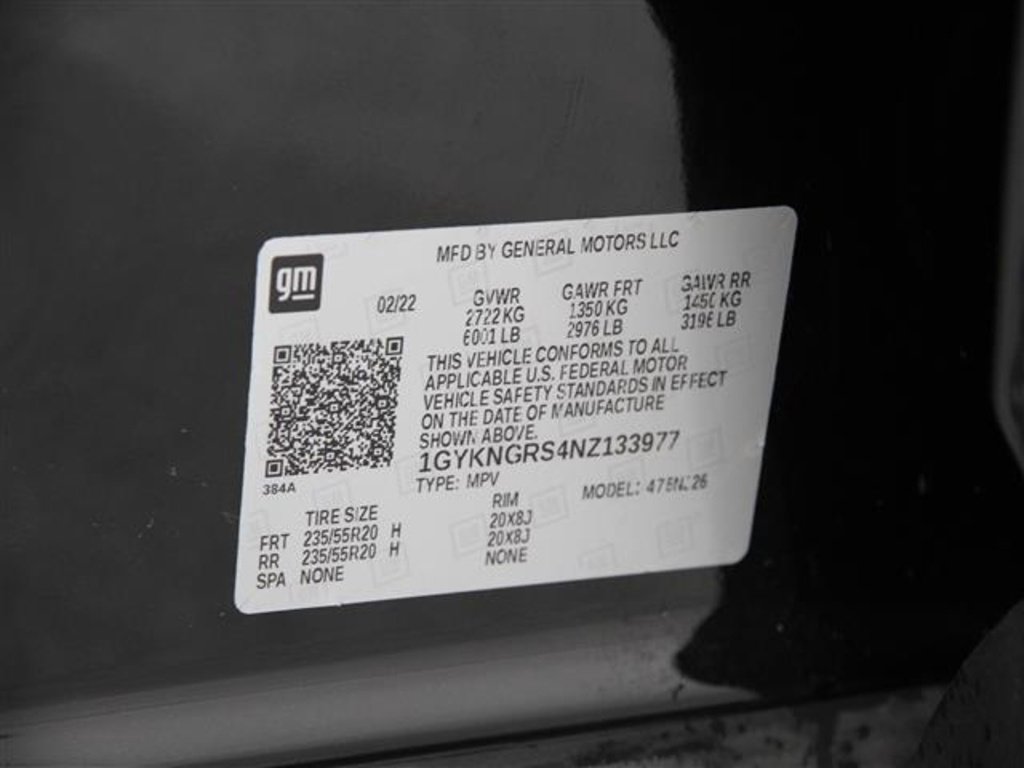 gm
MFD BY GENERAL MOTORS LLC
02/22
GVWR GAWR FRT GAWR RR
2722 KG 1350 KG 1450 KG
6001 LB 2976 LB 3196 LB
THIS VEHICLE CONFORMS TO ALL
APPLICABLE U.S. FEDERAL MOTOR
VEHICLE SAFETY STANDARDS IN EFFECT
ON THE DATE OF MANUFACTURE
SHOWN ABOVE.
1GYKNGRS4NZ133977
TYPE: MPV MODEL:
384A
TIRE SIZE RIM
FRT 235/55R20 H 20X8J
RR 235/55R20 H 20X8J
SPA NONE NONE